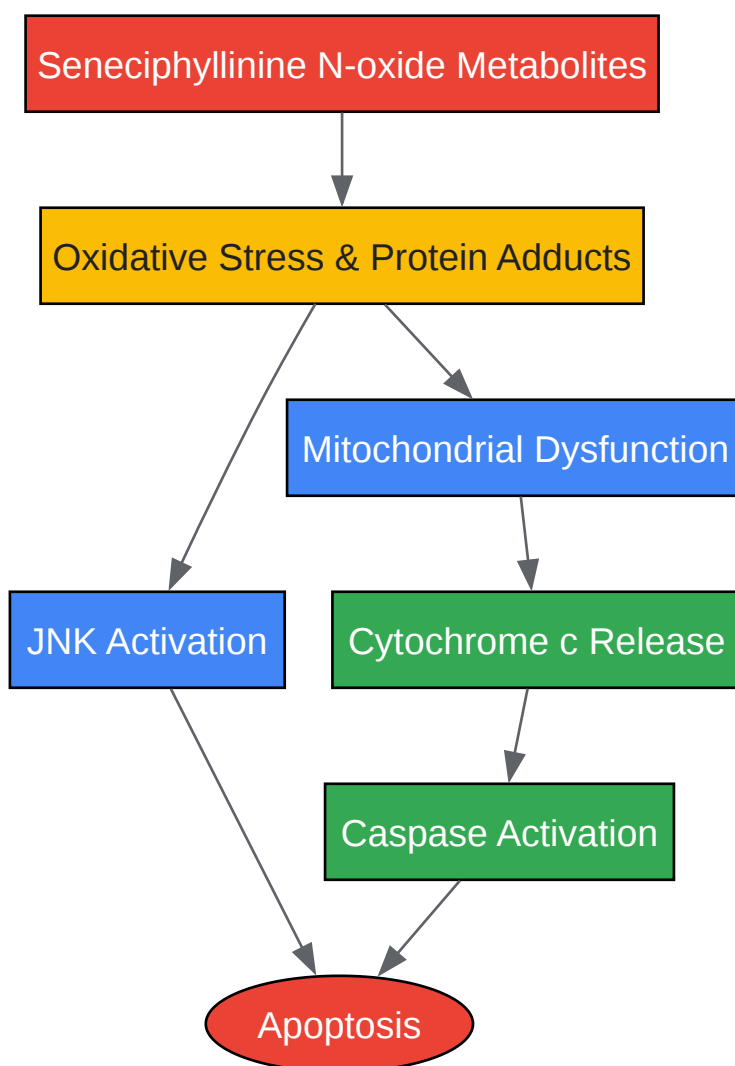 Seneciphyllinine N-oxide Metabolites
Oxidative Stress & Protein Adducts
Mitochondrial Dysfunction
JNK Activation
Cytochrome c Release
Caspase Activation
Apoptosis